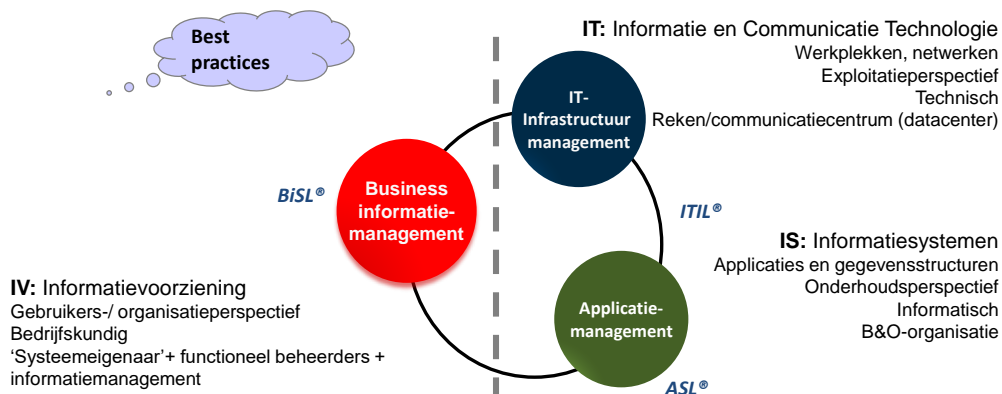 Best
practices
IT: Informatie en Communicatie Technologie
Werkplekken, netwerken
Exploitatieperspectief
Technisch
Reken/communicatiecentrum (datacenter)
IT-
Infrastructuur
management
BiSL®
Business
informatie-
management
ITIL®
IS: Informatiesystemen
Applicaties en gegevensstructuren
Onderhoudsperspectief
Informatisch
B&O-organisatie
IV: Informatievoorziening
Gebruikers-/ organisatieperspectief
Bedrijfskundig
‘Systeemeigenaar’+ functioneel beheerders +
informatiemanagement
Applicatie-
management
ASL®